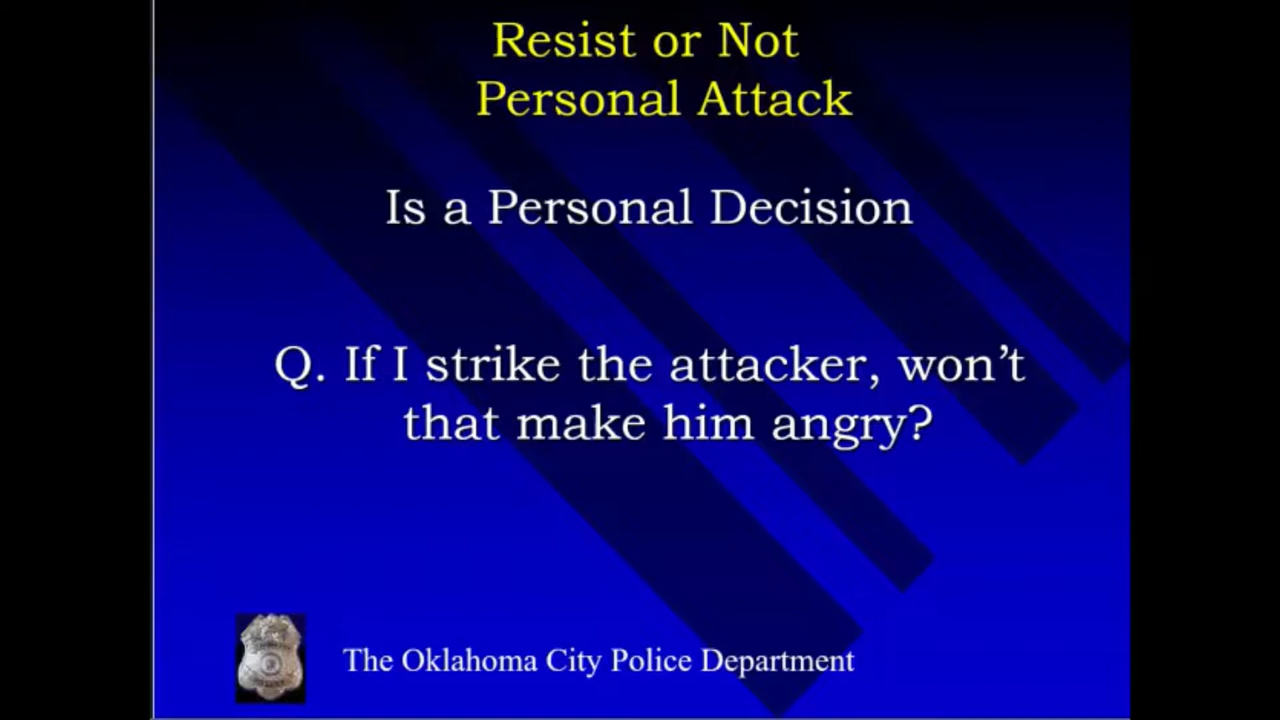 Resist or Not
Personal Attack
Is a Personal Decision
Q. If I strike the attacker, won’t
that make him angry?
The Oklahoma City Police Department